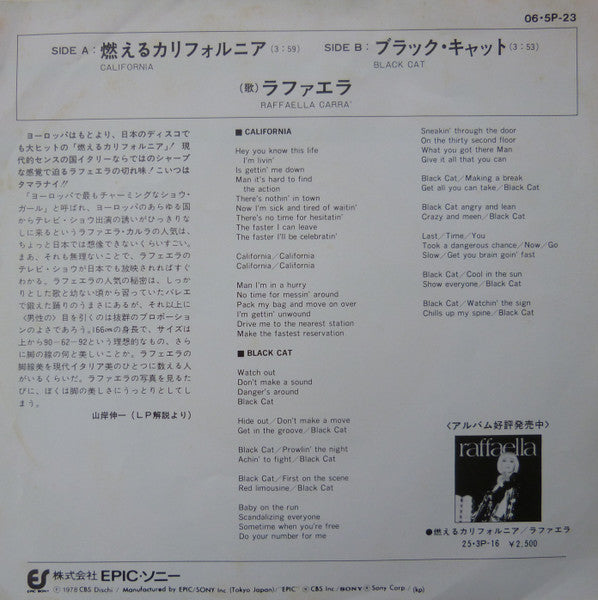 06・5P-23
SIDE A：燃えるカリフォルニア(3：59) SIDE B：ブラック・キャット(3：53)
CALIFORNIA BLACK CAT
(歌)ラファエラ
RAFFAELLA CARRA'
ヨーロッパはもとより、日本のディスコで
も大ヒットの「燃えるカリフォルニア」！ 現
代的センスの国イタリーならではのシャープ
な感覚で迫るラフェエラの切れ味！こいつは
タマラナイ!!
「ヨーロッパで最もチャーミングなショウ・
ガール」と呼ばれ、ヨーロッパのあらゆる国
からテレビ・ショウ出演の誘いがひっきりな
しに来るというラファエラ・カルラの人気は、
ちょっと日本では想像できないくらいすごい。
まあ、それも無理ないことで、ラフェエラの
テレビ・ショウが日本でも放映されればすぐ
わかる。ラファエラの人気の秘密は、しっか
りとした歌と幼ない頃から習っていたバレエ
で鍛えた踊りのうまさにあるが、それ以上に
〈男性の〉目を引くのは抜群のプロポーショ
ンのよさであろう。166cmの身長で、サイズは
上から90－62－92という理想的なもの、さら
に脚の線の何と美しいことか。ラフェエラの
脚線美を現代イタリア美のひとつに数える人
がいるくらいだ。ラファエラの写真を見るた
びに、ぼくは脚の美しさにうっとりとしてし
まう。
山岸伸一（LP解説より）
■ CALIFORNIA
Hey you know this life
I'm livin'
Is gettin' me down
Man it's hard to find
the action
There's nothin' in town
Now I'm sick and tired of waitin'
There's no time for hesitatin'
The faster I can leave
The faster I'll be celebratin'
California／California
California／California
Man I'm in a hurry
No time for messin' around
Pack my bag and move on over
I'm gettin' unwound
Drive me to the nearest station
Make the fastest reservation
■ BLACK CAT
Watch out
Don't make a sound
Danger's around
Black Cat
Hide out／Don't make a move
Get in the groove／Black Cat
Black Cat／Prowlin' the night
Achin' to fight／Black Cat
Black Cat／First on the scene
Red limousine／Black Cat
Baby on the run
Scandalizing everyone
Sometime when you're free
Do your number for me
Sneakin' through the door
On the thirty second floor
What you got there Man
Give it all that you can
Black Cat／Making a break
Get all you can take／Black Cat
Black Cat angry and lean
Crazy and meen／Black Cat
Last／Time／You
Took a dangerous chance／Now／Go
Slow／Get you brain goin' fast
Black Cat／Cool in the sun
Show everyone／Black Cat
Black Cat／Watchin' the sign
Chills up my spine／Black Cat
〈アルバム好評発売中〉
raffaella
●燃えるカリフォルニア／ラファエラ
25・3P-16 ￥2,500
ES
EPIC SONY
株式会社 EPIC・ソニー
Ⓟ 1978 CBS Dischi／Manufactured by EPIC/SONY Inc (Tokyo Japan)／"EPIC" CBS Inc／SONY Sony Corp／(kp)